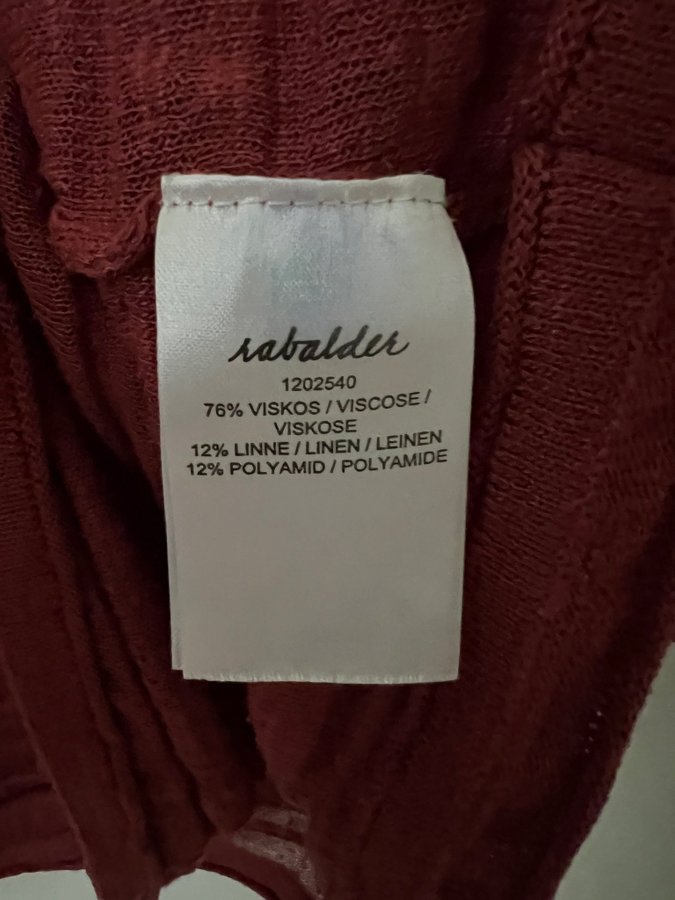 rabalder
1202540
76% VISKOS / VISCOSE /
VISKOSE
12% LINNE / LINEN / LEINEN
12% POLYAMID / POLYAMIDE